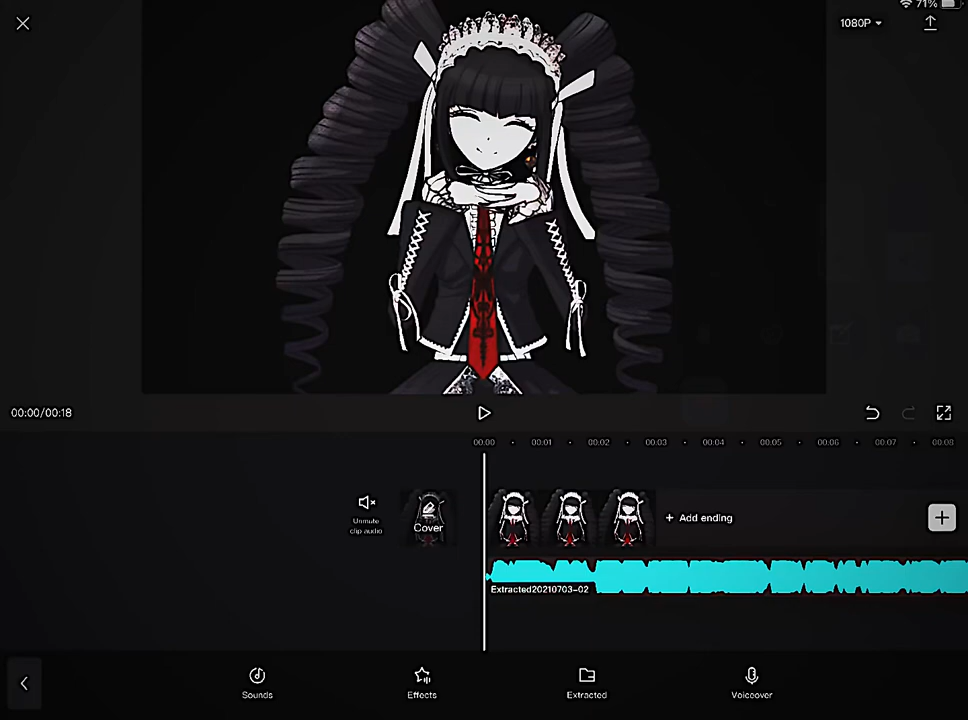 71%
1080P
00:00/00:18
00:00 00:01 00:02 00:03 00:04 00:05 00:06 00:07 00:08
Unmute
clip audio
Cover
+ Add ending
Extracted20210703-02
Sounds
Effects
Extracted
Voiceover